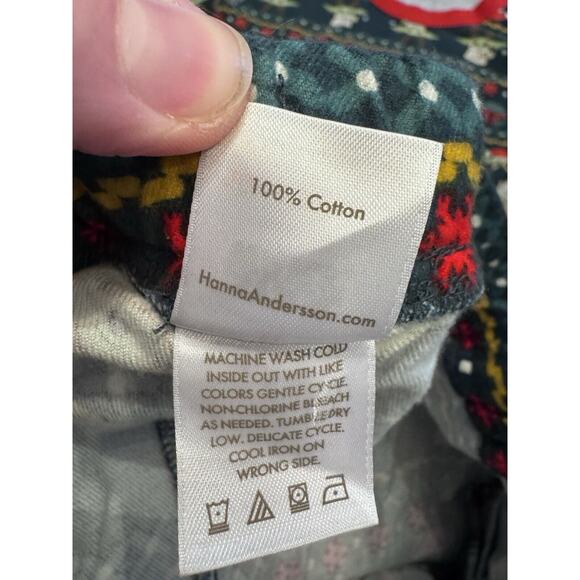 100% Cotton
HannaAndersson.com
MACHINE WASH COLD
INSIDE OUT WITH LIKE
COLORS GENTLE CYCLE.
NON-CHLORINE BLEACH
AS NEEDED. TUMBLE DRY
LOW. DELICATE CYCLE.
COOL IRON ON
WRONG SIDE.